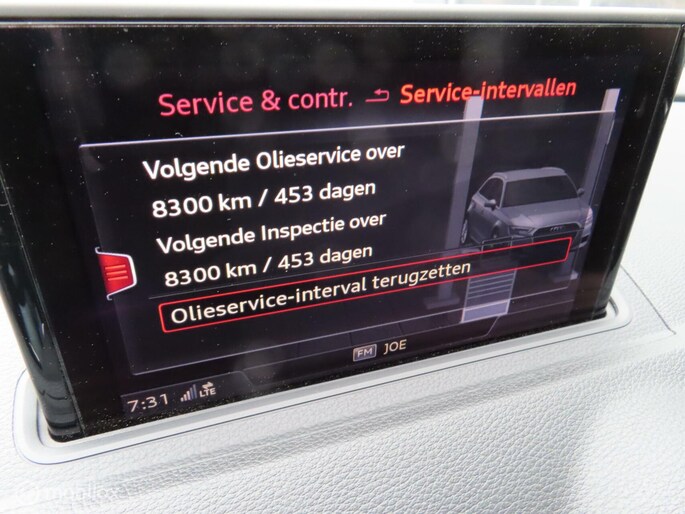 Service & contr. Service-intervallen
Volgende Olieservice over
8300 km / 453 dagen
Volgende Inspectie over
8300 km / 453 dagen
Olieservice-interval terugzetten
FM JOE
7:31 LTE